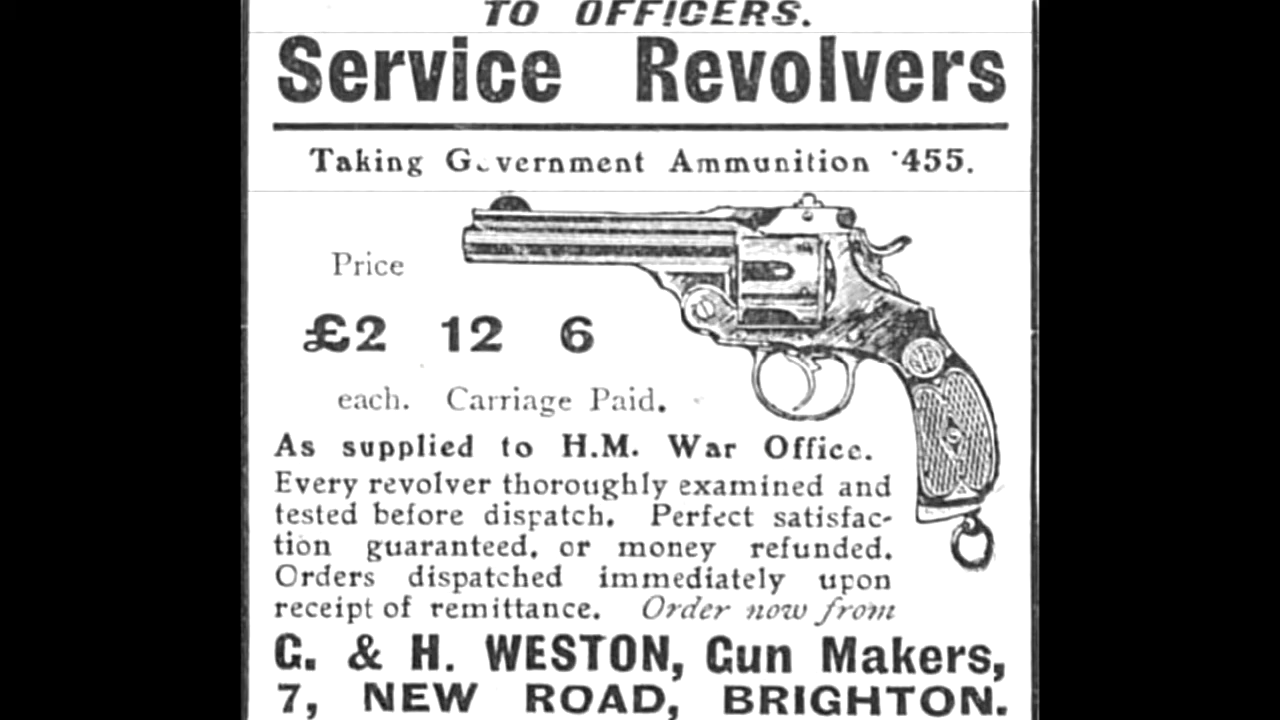 TO OFFICERS.
Service Revolvers
Taking Government Ammunition ·455.
Price
£2 12 6
each. Carriage Paid.
As supplied to H.M. War Office.
Every revolver thoroughly examined and
tested before dispatch. Perfect satisfac-
tion guaranteed, or money refunded.
Orders dispatched immediately upon
receipt of remittance. Order now from
C. & H. WESTON, Gun Makers,
7, NEW ROAD, BRIGHTON.